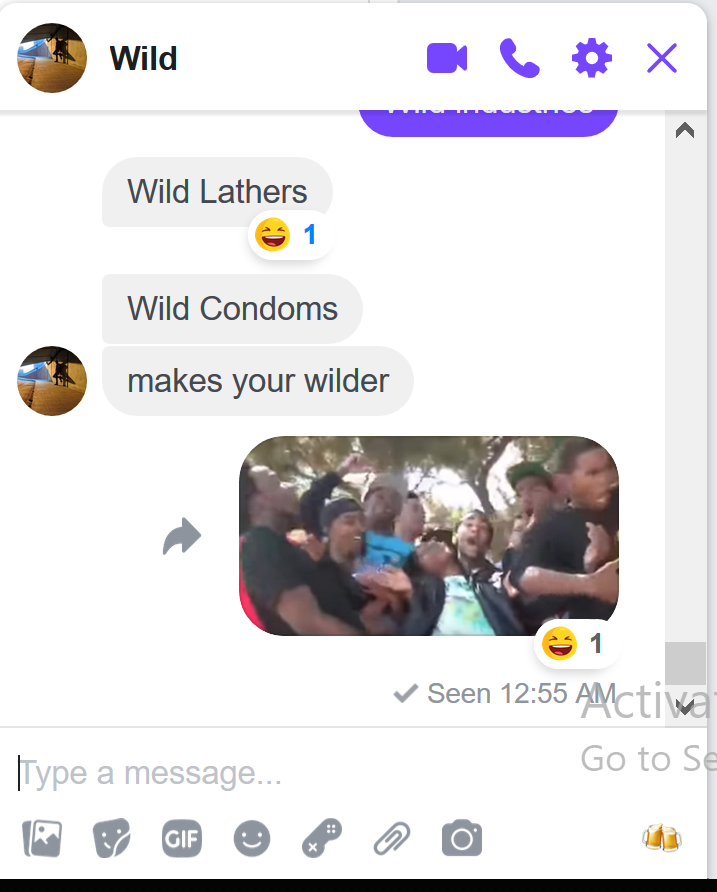 Wild
Wild Industries
Wild Lathers
1
Wild Condoms
makes your wilder
1
Seen 12:55 AM
Activa
Go to Se
Type a message...
GIF